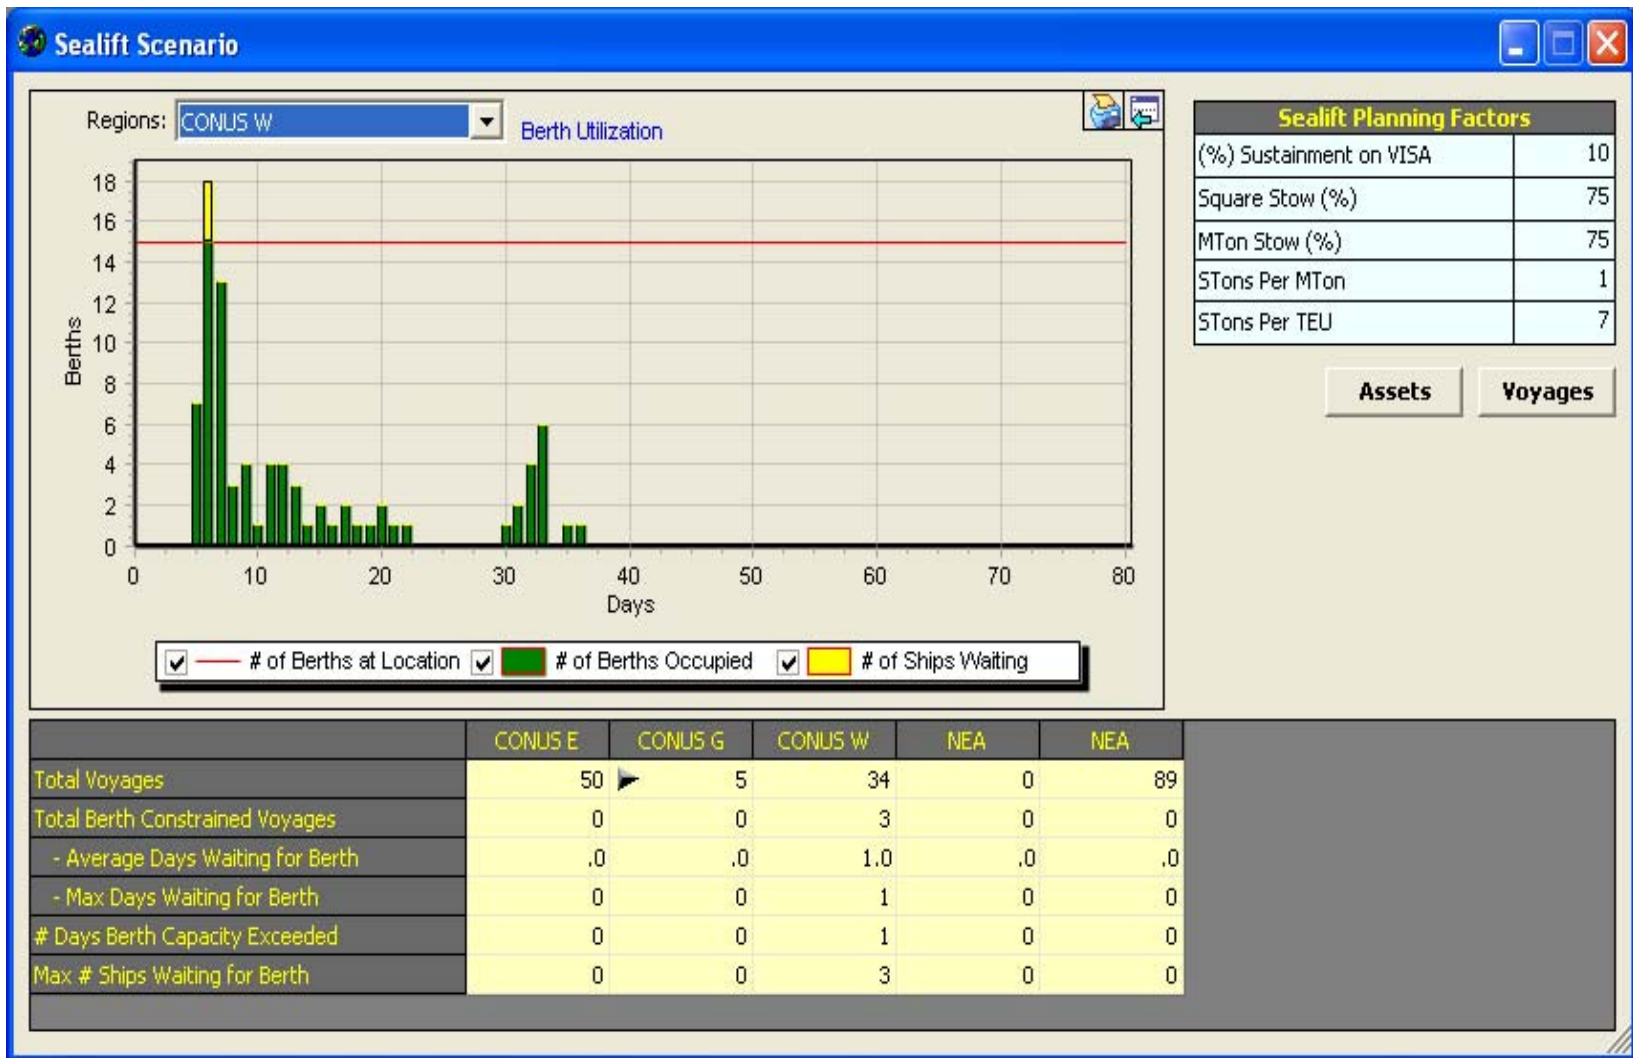 Sealift Scenario
Regions: CONUS W
Berth Utilization
Berths
18
16
14
12
10
8
6
4
2
0
0 10 20 30 40 50 60 70 80
Days
# of Berths at Location # of Berths Occupied # of Ships Waiting
Sealift Planning Factors
(%) Sustainment on VISA 10
Square Stow (%) 75
MTon Stow (%) 75
STons Per MTon 1
STons Per TEU 7
Assets Voyages
CONUS E CONUS G CONUS W NEA NEA
Total Voyages 50 5 34 0 89
Total Berth Constrained Voyages 0 0 3 0 0
- Average Days Waiting for Berth .0 .0 1.0 .0 .0
- Max Days Waiting for Berth 0 0 1 0 0
# Days Berth Capacity Exceeded 0 0 1 0 0
Max # Ships Waiting for Berth 0 0 3 0 0